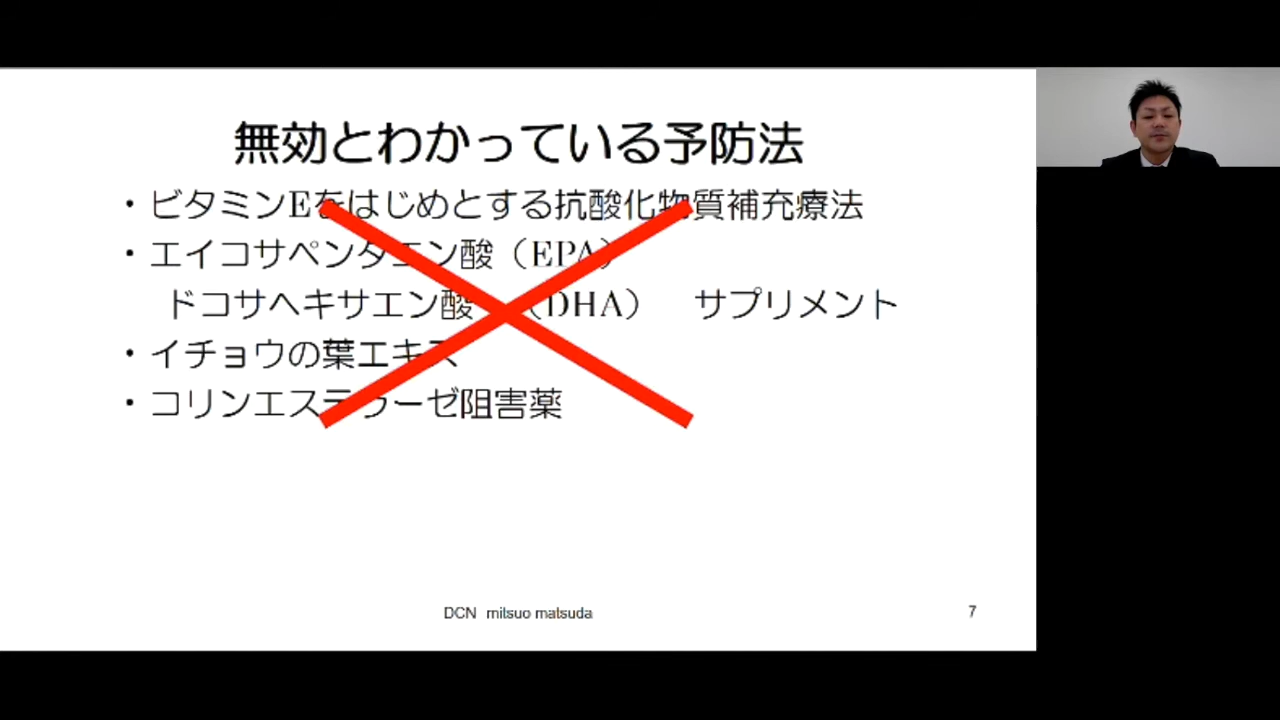 無効とわかっている予防法
・ビタミンEをはじめとする抗酸化物質補充療法
・エイコサペンタエン酸（EPA）
ドコサヘキサエン酸（DHA）　サプリメント
・イチョウの葉エキス
・コリンエステラーゼ阻害薬
DCN mitsuo matsuda
7